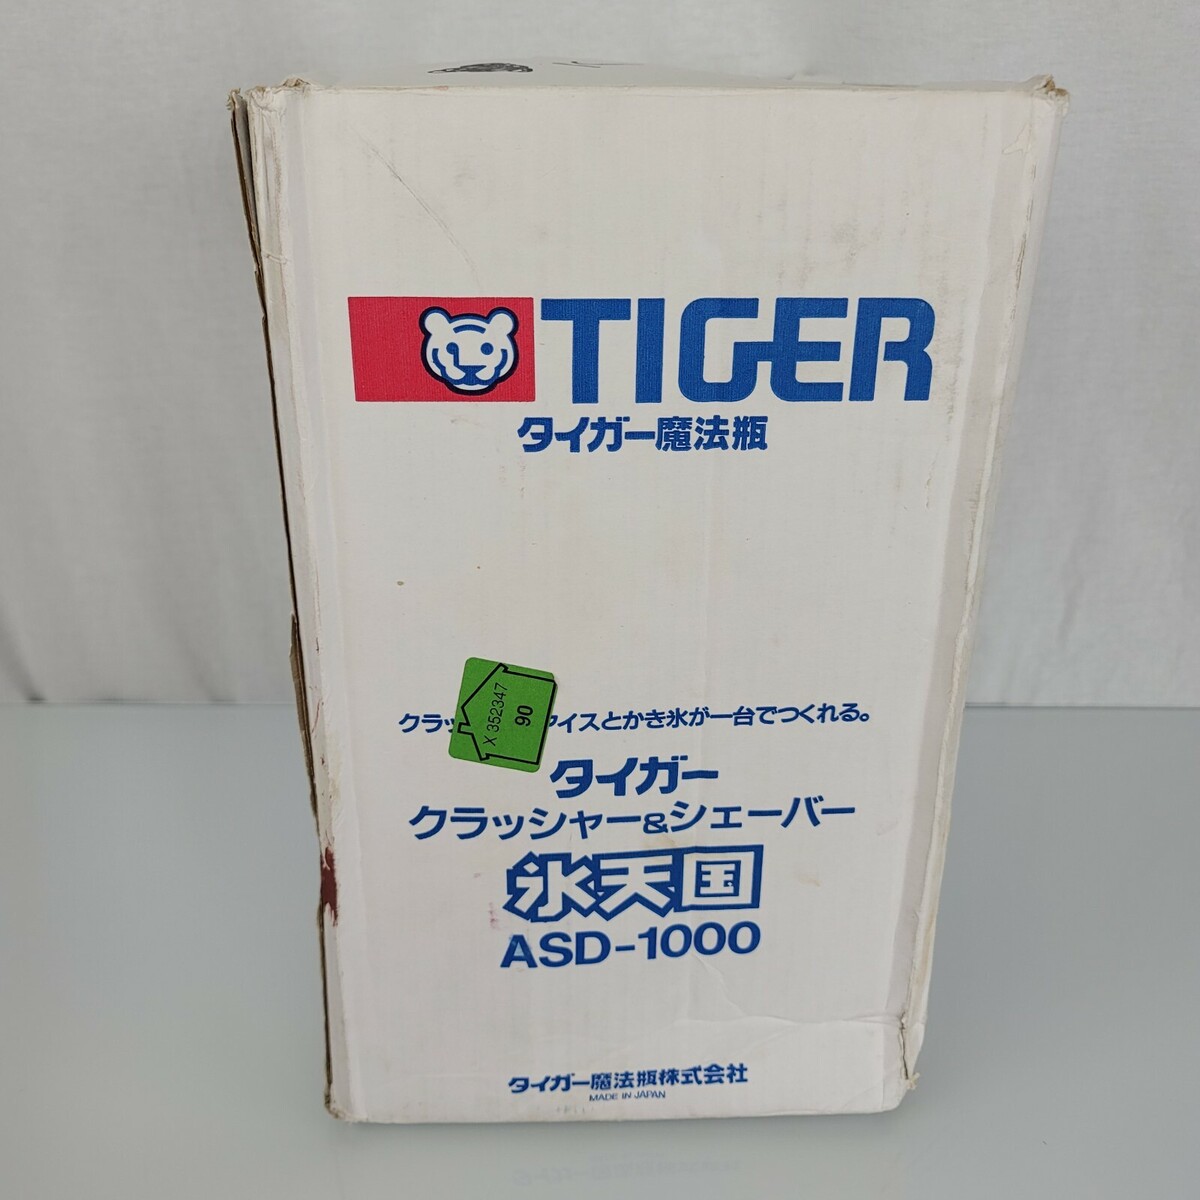 TIGER
タイガー魔法瓶
クラッ アイスとかき氷が一台でつくれる。
X 352347
90
タイガー
クラッシャー&シェーバー
氷天国
ASD-1000
タイガー魔法瓶株式会社
MADE IN JAPAN